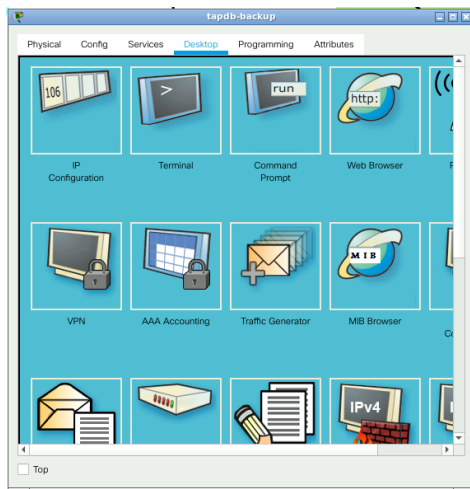 tapdb-backup
Physical Config Services Desktop Programming Attributes
106
>
run
http:
IP
Configuration
Terminal
Command
Prompt
Web Browser
MIB
VPN
AAA Accounting
Traffic Generator
MIB Browser
IPv4
Top